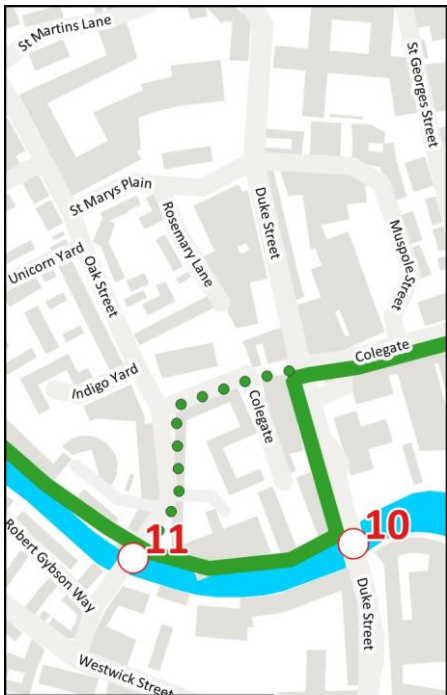 St Martins Lane
St Georges Street
St Marys Plain
Rosemary Lane
Duke Street
Muspole Street
Unicorn Yard
Oak Street
Colegate
Indigo Yard
Colegate
11
10
Robert Gybson Way
Duke Street
Westwick Street